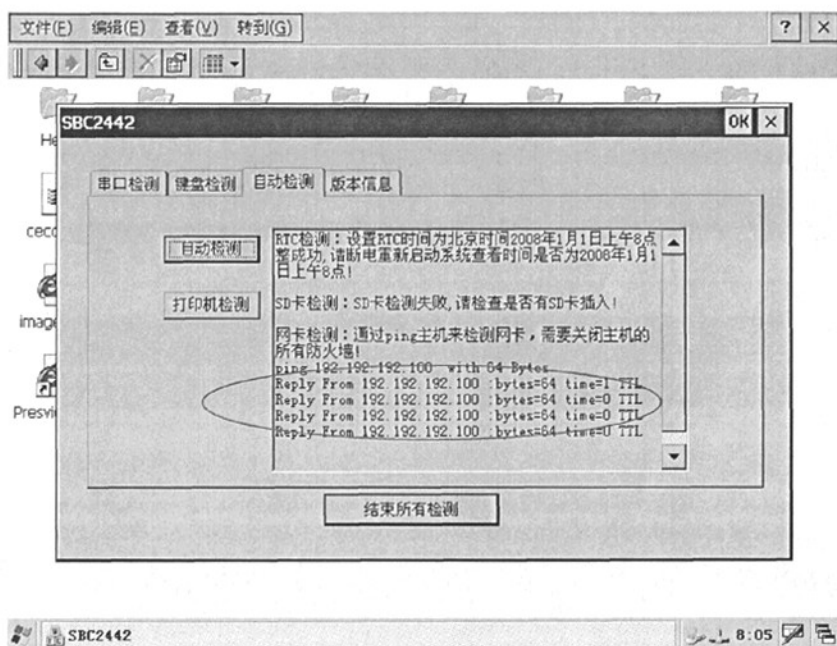 文件(E) 编辑(E) 查看(V) 转到(G)
? ×
SBC2442
OK ×
串口检测 键盘检测 自动检测 版本信息
自动检测
打印机检测
RTC检测：设置RTC时间为北京时间2008年1月1日上午8点
整成功,请断电重新启动系统查看时间是否为2008年1月1
日上午8点!
SD卡检测：SD卡检测失败,请检查是否有SD卡插入!
网卡检测：通过ping主机来检测网卡，需要关闭主机的
所有防火墙!
ping 192.192.192.100 with 64 Bytes
Reply From 192.192.192.100 :bytes=64 time=1 TTL
Reply From 192.192.192.100 :bytes=64 time=0 TTL
Reply From 192.192.192.100 :bytes=64 time=0 TTL
Reply From 192.192.192.100 :bytes=64 time=0 TTL
结束所有检测
He
cecc
image
Presvi
SBC2442
8:05